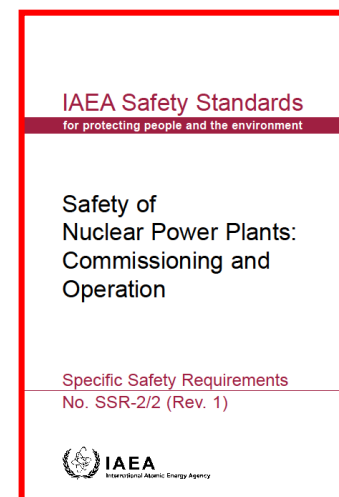 IAEA Safety Standards
for protecting people and the environment
Safety of
Nuclear Power Plants:
Commissioning and
Operation
Specific Safety Requirements
No. SSR-2/2 (Rev. 1)
IAEA
International Atomic Energy Agency